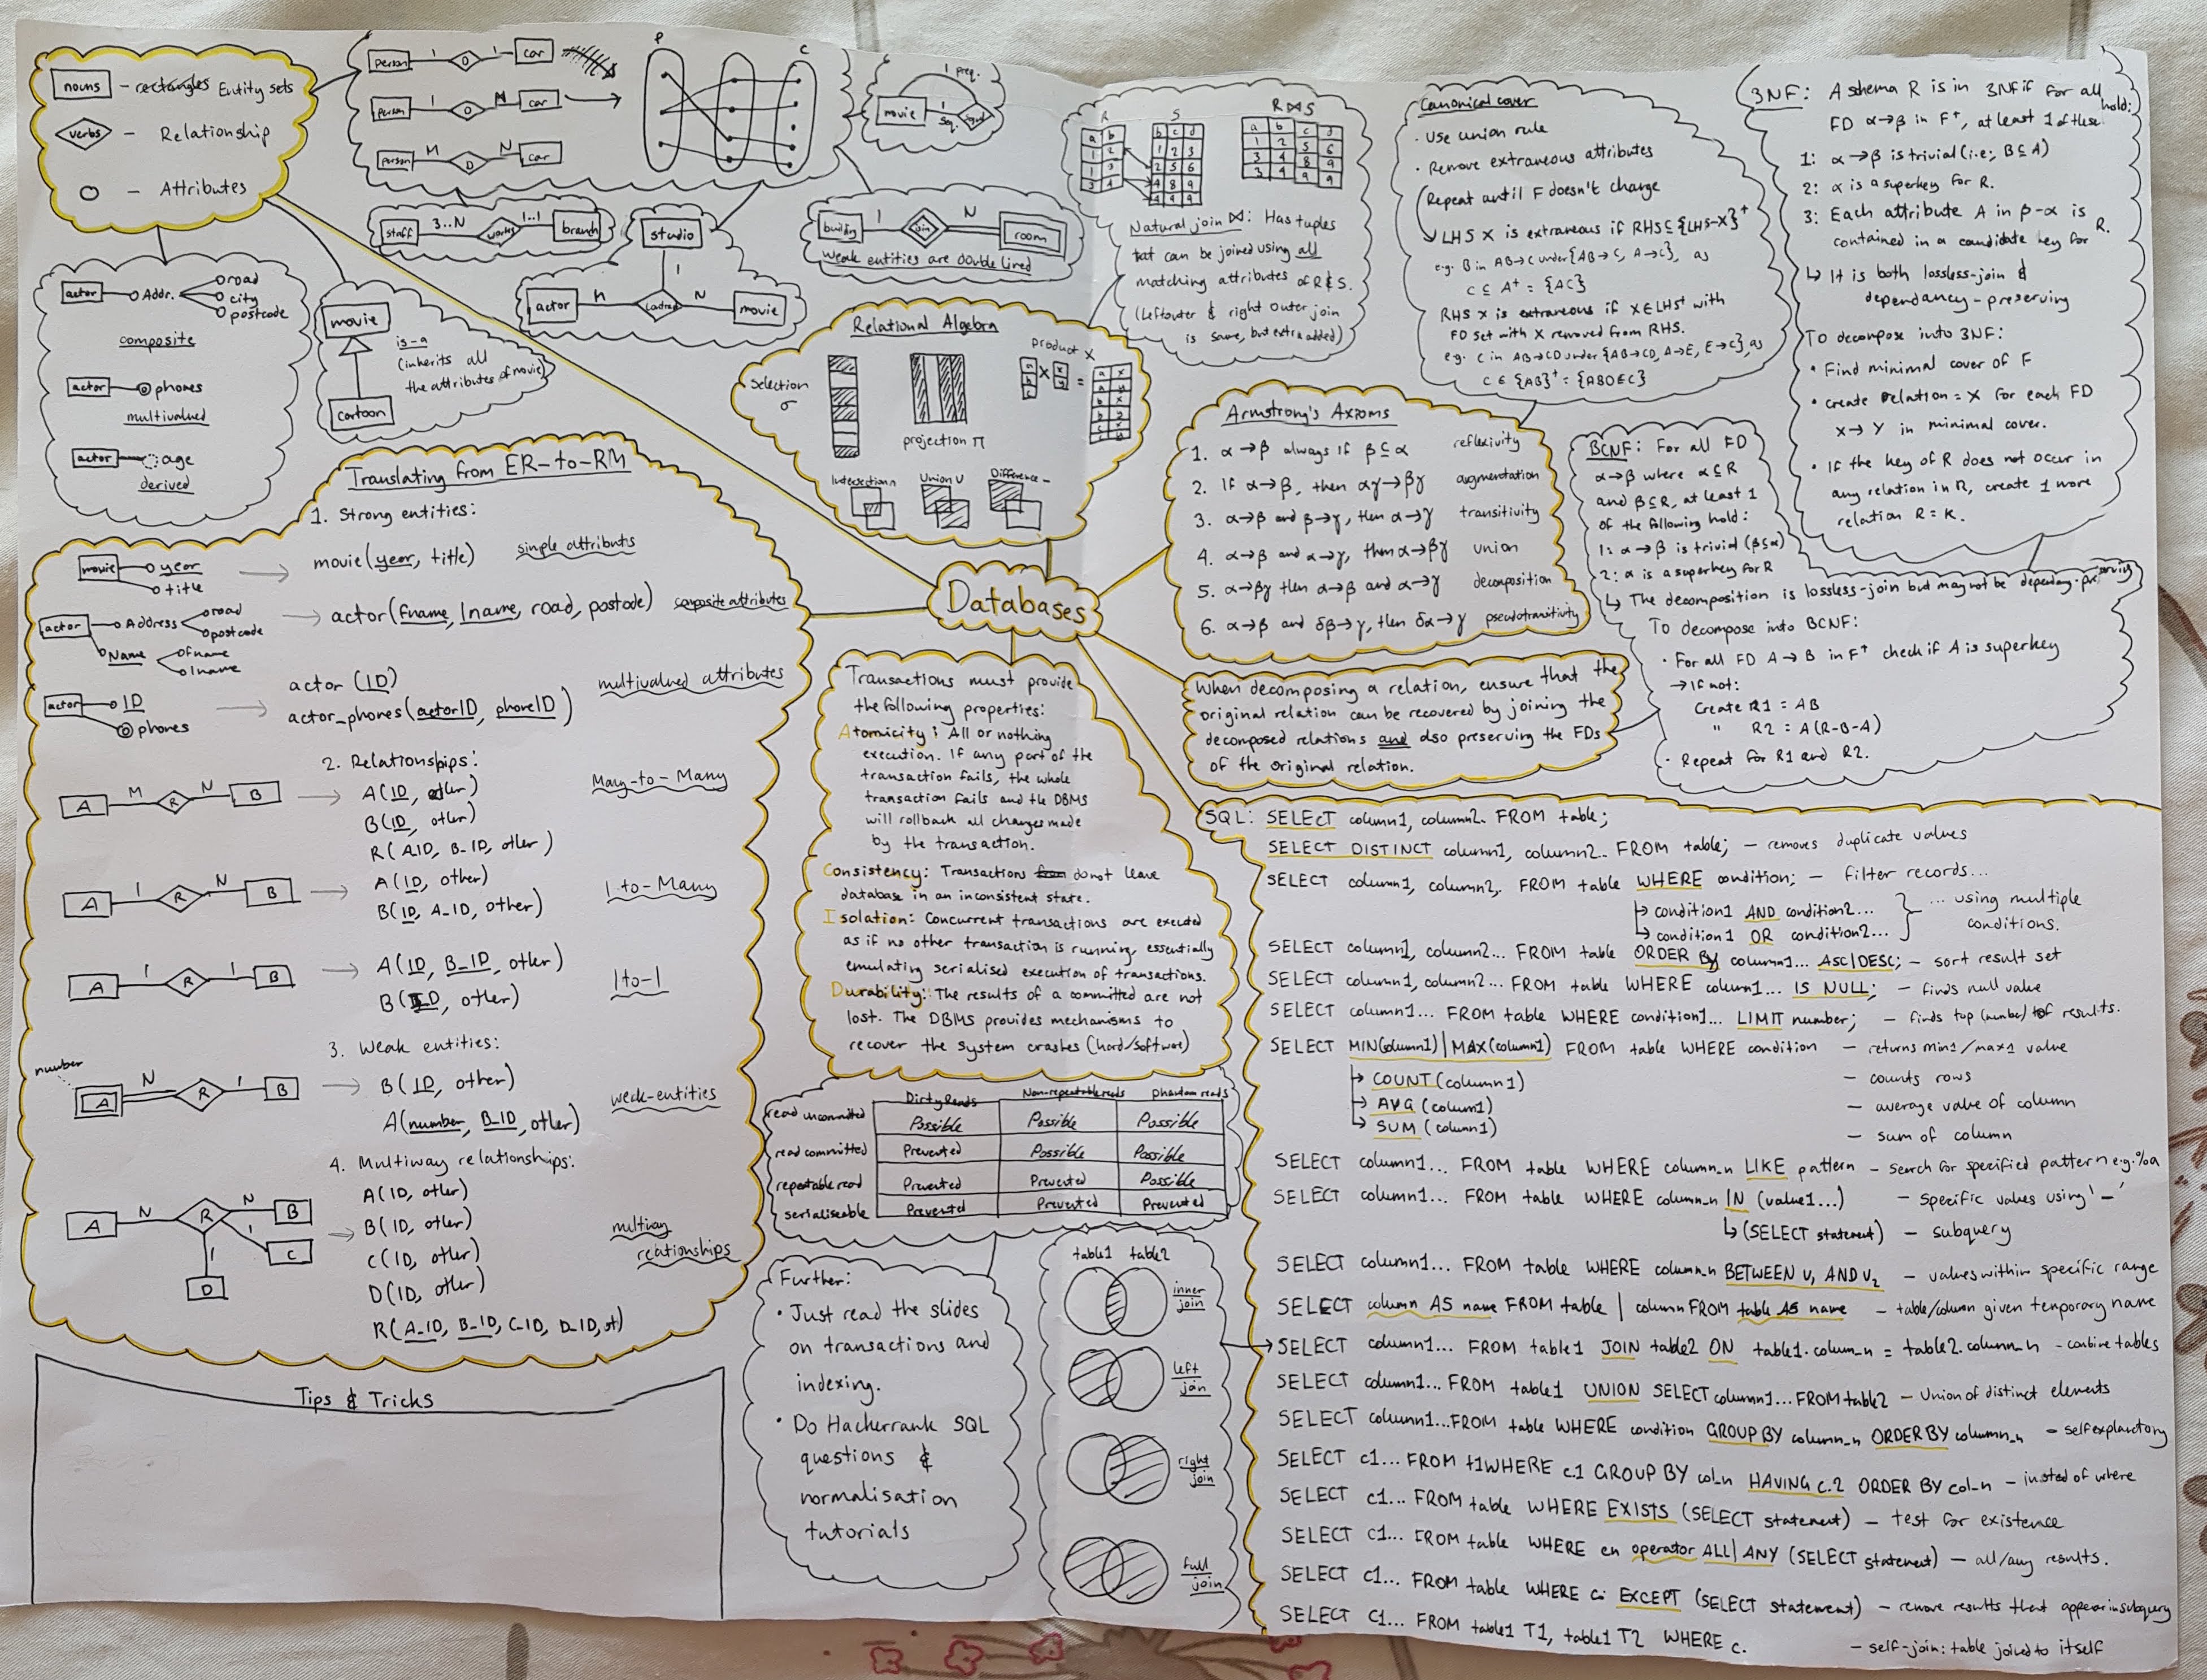 nouns - rectangles Entity sets
verbs - Relationship
- Attributes
person 1 O 1 car
person 1 O N car
person M O N car
P C
movie 1 preq.
1 seq.
staff 3..N works 1..1 branch
studio
1
actor N N movie
building 1 in N room
weak entities are double lined
actor Addr. road
city
postcode
composite
actor phones
multivalued
actor age
derived
movie
is-a
(inherits all
the attributes of movie)
cartoon
Relational Algebra
Selection
σ
projection π
product X
Intersection ∩ Union U Difference -
R S R⋈S
Natural join ⋈: Has tuples
that can be joined using all
matching attributes of R & S.
(Left outer & right outer join
is same, but extra added)
Canonical cover
· Use union rule
· Remove extraneous attributes
Repeat until F doesn't change
LHS X is extraneous if RHS⊆{LHS-X}⁺
e.g. B in AB→C under {AB→C, A→C}, as
C ⊆ A⁺ = {AC}
RHS X is extraneous if X∈LHS⁺ with
FD set with X removed from RHS.
e.g. C in AB→CD under {AB→CD, A→E, E→C}, as
C ∈ {AB}⁺ = {ABDEC}
3NF: A schema R is in 3NF if for all
FD α→β in F⁺, at least 1 of these hold:
1: α→β is trivial (i.e; B⊆A)
2: α is a superkey for R.
3: Each attribute A in β-α is
contained in a candidate key for R.
↳ It is both lossless-join &
dependancy-preserving
To decompose into 3NF:
• Find minimal cover of F
• create relation = X for each FD
X→Y in minimal cover.
• If the key of R does not occur in
any relation in R, create 1 more
relation R = K.
Armstrong's Axioms
1. α→β always if β⊆α reflexivity
2. If α→β, then αγ→βγ augmentation
3. α→β and β→γ, then α→γ transitivity
4. α→β and α→γ, then α→βγ union
5. α→βγ then α→β and α→γ decomposition
6. α→β and δβ→γ, then δα→γ pseudotransitivity
BCNF: For all FD
α→β where α⊆R
and β⊆R, at least 1
of the following hold:
1: α→β is trivial (β⊆α)
2: α is a superkey for R
↳ The decomposition is lossless-join but may not be depenency-preserving
To decompose into BCNF:
· For all FD A→B in F⁺ check if A is superkey
→ If not:
Create R1 = AB
" R2 = A(R-B-A)
· Repeat for R1 and R2.
When decomposing a relation, ensure that the
original relation can be recovered by joining the
decomposed relations and also preserving the FDs
of the original relation.
Databases
Translating from ER-to-RM
1. Strong entities:
movie year
title
movie(year, title) simple attributes
actor Address road
postcode
Name fname
lname
actor(fname, lname, road, postcode) composite attributes
actor ID
phones
actor (ID)
actor_phones(actorID, phoneID) multivalued attributes
2. Relationships:
A M R N B
A(ID, other) Many-to-Many
B(ID, other)
R(A_ID, B_ID, other)
A 1 R N B
A(ID, other) 1-to-Many
B(ID, A_ID, other)
A 1 R 1 B
A(ID, B_ID, other) 1-to-1
B(ID, other)
3. Weak entities:
number
A N R 1 B
B(ID, other) weak-entities
A(number, B_ID, other)
4. Multiway relationships:
A N R N B
1 C
1
D
A(ID, other)
B(ID, other)
C(ID, other)
D(ID, other)
R(A_ID, B_ID, C_ID, D_ID, ot)
multiway
relationships
Tips & Tricks
Transactions must provide
the following properties:
Atomicity: All or nothing
execution. If any part of the
transaction fails, the whole
transaction fails and the DBMS
will rollback all changes made
by the transaction.
Consistency: Transactions do not leave
database in an inconsistent state.
Isolation: Concurrent transactions are executed
as if no other transaction is running, essentially
emulating serialised execution of transactions.
Durability: The results of a committed are not
lost. The DBMS provides mechanisms to
recover the system crashes (hard/software)
Dirty Reads Non-repeatable reads phantom reads
read uncommitted Possible Possible Possible
read committed Prevented Possible Possible
repeatable read Prevented Prevented Possible
serialiseable Prevented Prevented Prevented
Further:
• Just read the slides
on transactions and
indexing.
• Do Hackerrank SQL
questions &
normalisation
tutorials
table1 table2
inner
join
left
join
right
join
full
join
SQL: SELECT column1, column2.. FROM table;
SELECT DISTINCT column1, column2.. FROM table; - removes duplicate values
SELECT column1, column2,. FROM table WHERE condition; - filter records...
↳ condition1 AND condition2...
↳ condition1 OR condition2...
... using multiple
conditions.
SELECT column1, column2... FROM table ORDER BY column1... ASC|DESC; - sort result set
SELECT column1, column2... FROM table WHERE column1... IS NULL; - finds null value
SELECT column1... FROM table WHERE condition1... LIMIT number; - finds top (number) of results.
SELECT MIN(column1)|MAX(column1) FROM table WHERE condition - returns min1/max1 value
↳ COUNT(column1) - counts rows
↳ AVG (column1) - average value of column
↳ SUM (column1) - sum of column
SELECT column1... FROM table WHERE column_n LIKE pattern - search for specified pattern e.g. %a
SELECT column1... FROM table WHERE column_n IN (value1...) - specific values using '_'
↳ (SELECT statement) - subquery
SELECT column1... FROM table WHERE column_n BETWEEN V₁ AND V₂ - values within specific range
SELECT column AS name FROM table | column FROM table AS name - table/column given temporary name
SELECT column1... FROM table1 JOIN table2 ON table1.column_n = table2.column_n - combine tables
SELECT column1... FROM table1 UNION SELECT column1... FROM table2 - Union of distinct elements
SELECT column1...FROM table WHERE condition GROUP BY column_n ORDER BY column_n - self explanatory
SELECT c1... FROM t1 WHERE c.1 GROUP BY col_n HAVING c.2 ORDER BY col_n - insted of where
SELECT c1... FROM table WHERE EXISTS (SELECT statement) - test for existence
SELECT c1... FROM table WHERE cn operator ALL|ANY (SELECT statement) - all/any results.
SELECT c1... FROM table WHERE c: EXCEPT (SELECT statement) - remove results that appear in subquery
SELECT C1... FROM table1 T1, table1 T2 WHERE c. - self-join: table joined to itself